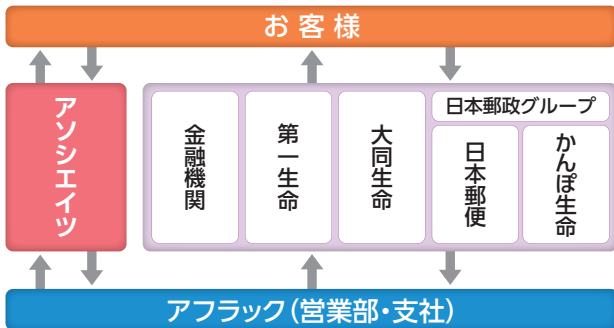 お客様
アソシエイツ
金融機関
第一生命
大同生命
日本郵政グループ
日本郵便
かんぽ生命
アフラック(営業部・支社)